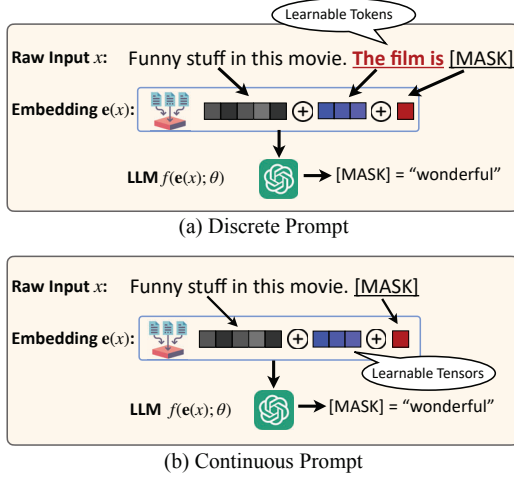 Learnable Tokens
Raw Input x: Funny stuff in this movie. The film is [MASK]
Embedding e(x):
LLM f(e(x); θ) [MASK] = “wonderful”
(a) Discrete Prompt
Raw Input x: Funny stuff in this movie. [MASK]
Embedding e(x):
Learnable Tensors
LLM f(e(x); θ) [MASK] = “wonderful”
(b) Continuous Prompt